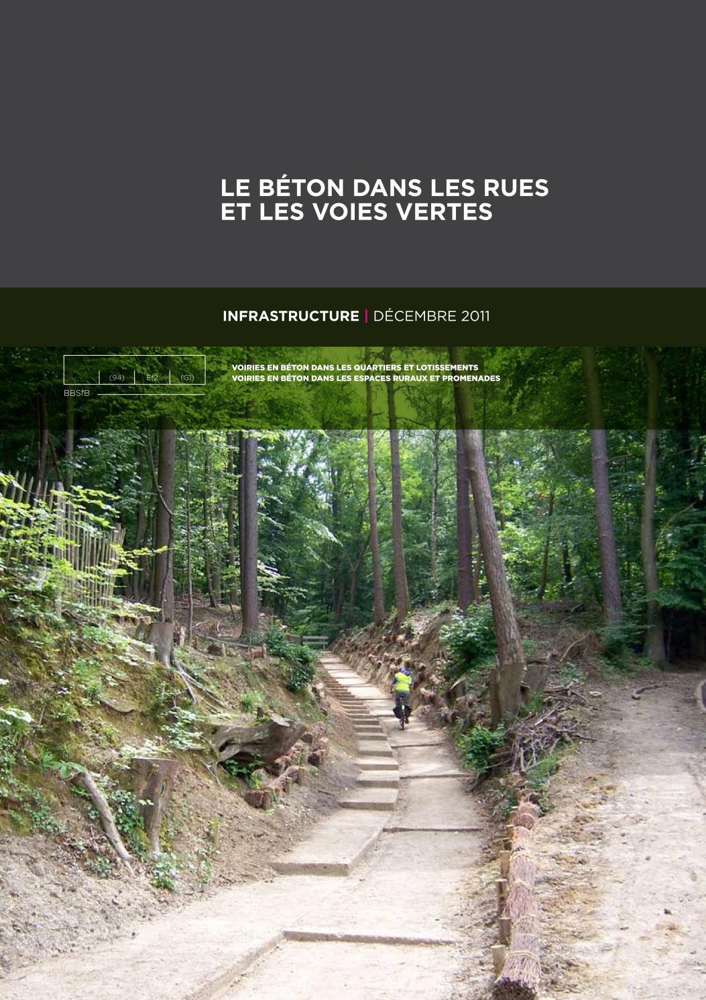 LE BÉTON DANS LES RUES
ET LES VOIES VERTES
INFRASTRUCTURE | DÉCEMBRE 2011
(94) Ef2 (G1)
BBSfB
VOIRIES EN BÉTON DANS LES QUARTIERS ET LOTISSEMENTS
VOIRIES EN BÉTON DANS LES ESPACES RURAUX ET PROMENADES